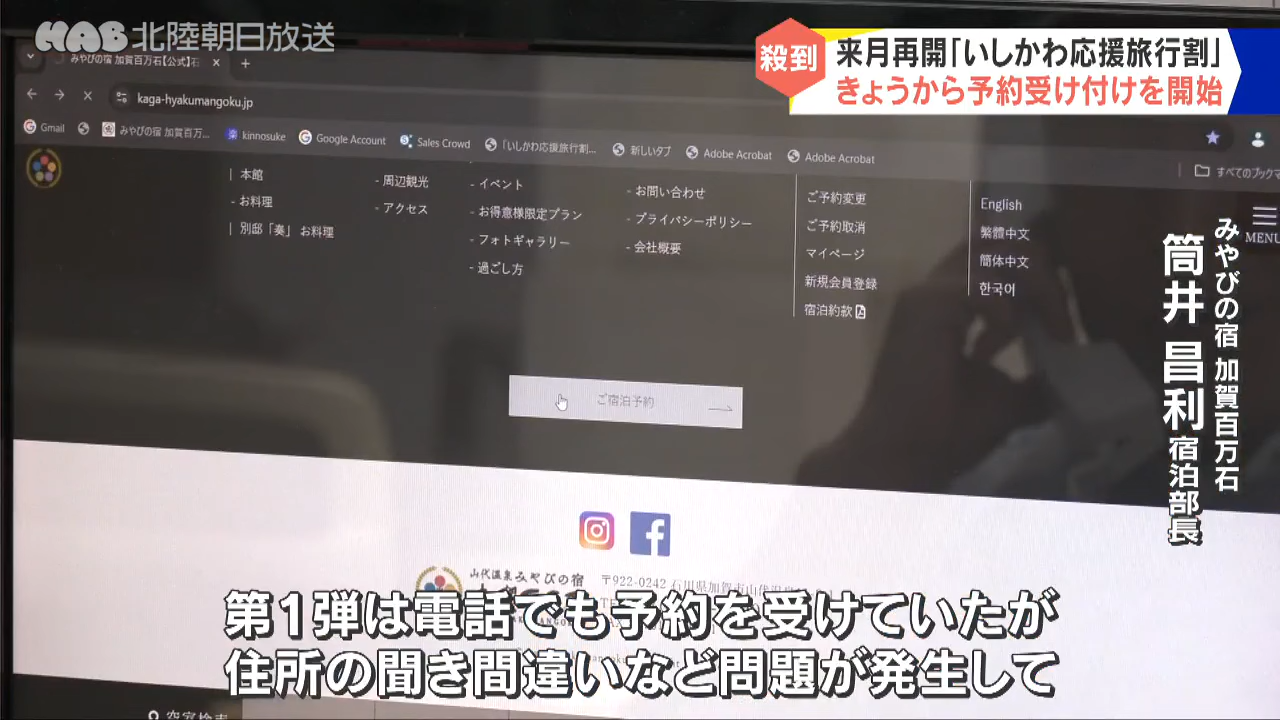 HAB北陸朝日放送
殺到
来月再開「いしかわ応援旅行割」
きょうから予約受け付けを開始
みやびの宿 加賀百万石【公式】石
kaga-hyakumangoku.jp
Gmail
みやびの宿 加賀百万...
kinnosuke
Google Account
Sales Crowd
「いしかわ応援旅行割...
新しいタブ
Adobe Acrobat
Adobe Acrobat
すべてのブックマ
MENU
| 本館
- お料理
| 別邸「奏」 お料理
- 周辺観光
- アクセス
- イベント
- お得意様限定プラン
- フォトギャラリー
- 過ごし方
- お問い合わせ
- プライバシーポリシー
- 会社概要
ご予約変更
ご予約取消
マイページ
新規会員登録
宿泊約款
English
繁體中文
简体中文
한국어
みやびの宿 加賀百万石
筒井 昌利 宿泊部長
ご宿泊予約
山代温泉 みやびの宿
〒922-0242 石川県加賀市山代温泉
第1弾は電話でも予約を受けていたが
住所の聞き間違いなど問題が発生して
空室検索